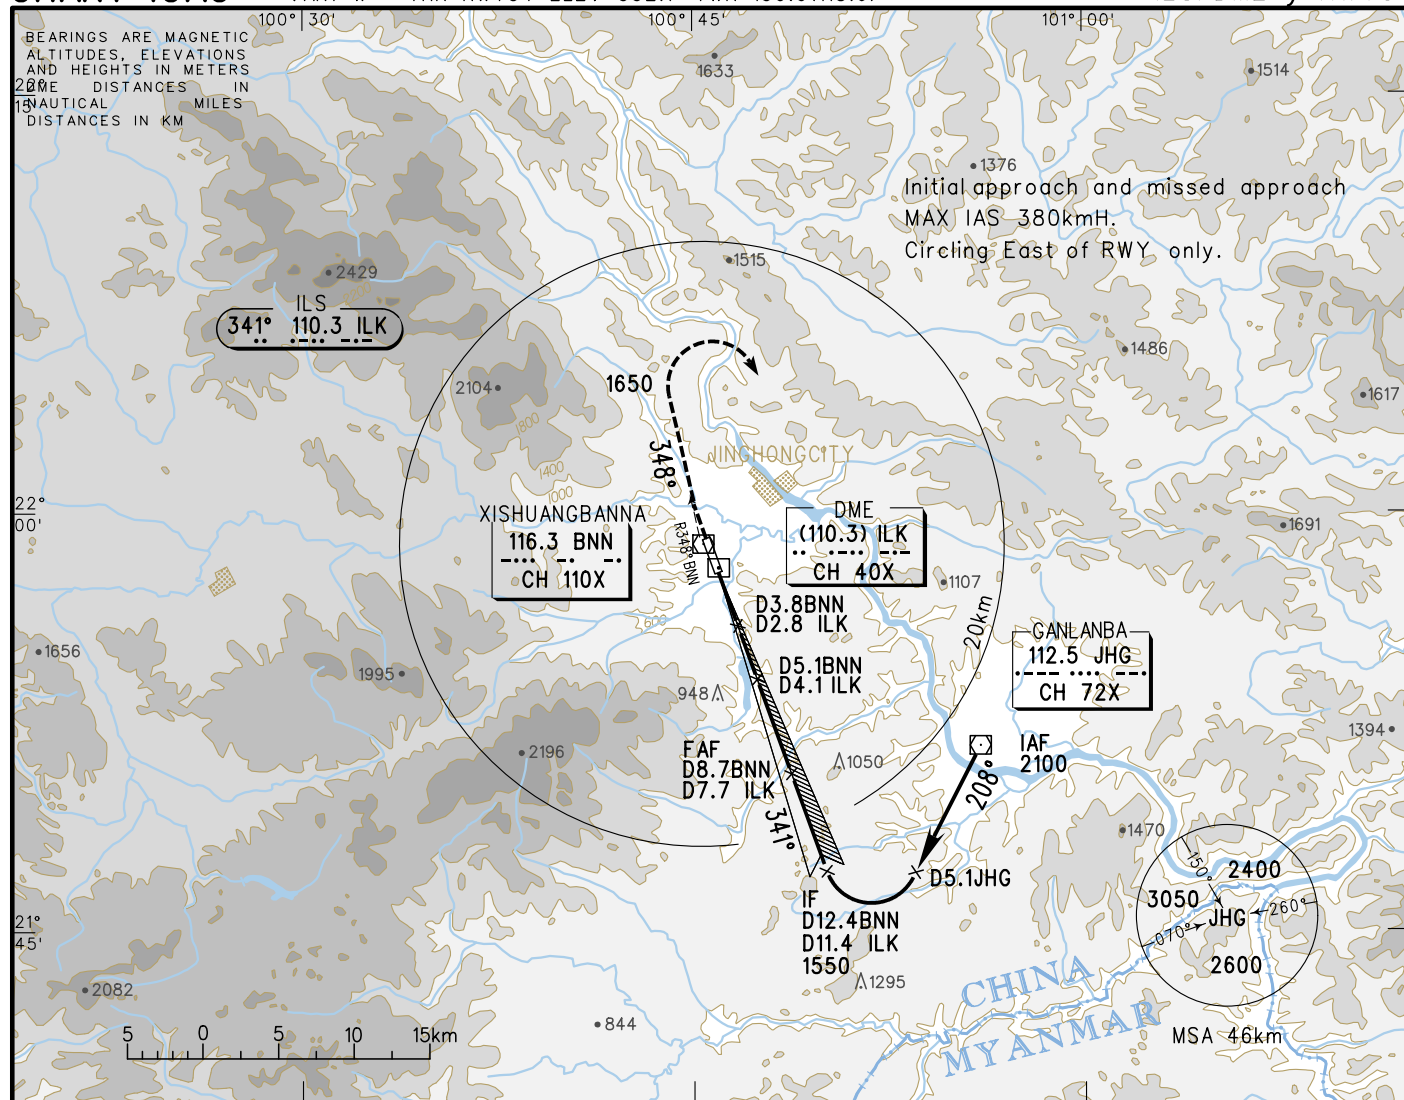 100° 30'
100° 45'
101° 00'
BEARINGS ARE MAGNETIC
ALTITUDES, ELEVATIONS
AND HEIGHTS IN METERS
DME DISTANCES IN
NAUTICAL MILES
DISTANCES IN KM
22°
15'
1633
1514
1376
Initial approach and missed approach
MAX IAS 380kmH.
Circling East of RWY only.
1515
2429
ILS
341° 110.3 ILK
1486
2104
1650
1617
1800
348°
JINGHONGCITY
1400
1000
22°
00'
XISHUANGBANNA
116.3 BNN
CH 110X
R348° BNN
DME
(110.3) ILK
CH 40X
1691
1107
D3.8BNN
D2.8 ILK
600
20km
GANLANBA
112.5 JHG
CH 72X
1656
1995
D5.1BNN
D4.1 ILK
948
1394
2196
FAF
D8.7BNN
D7.7 ILK
1050
IAF
2100
208°
341°
1470
D5.1JHG
IF
D12.4BNN
D11.4 ILK
1550
150°
2400
3050
JHG
260°
070°
2600
21°
45'
2082
1295
CHINA
MYANMAR
844
MSA 46km
5 0 5 10 15km